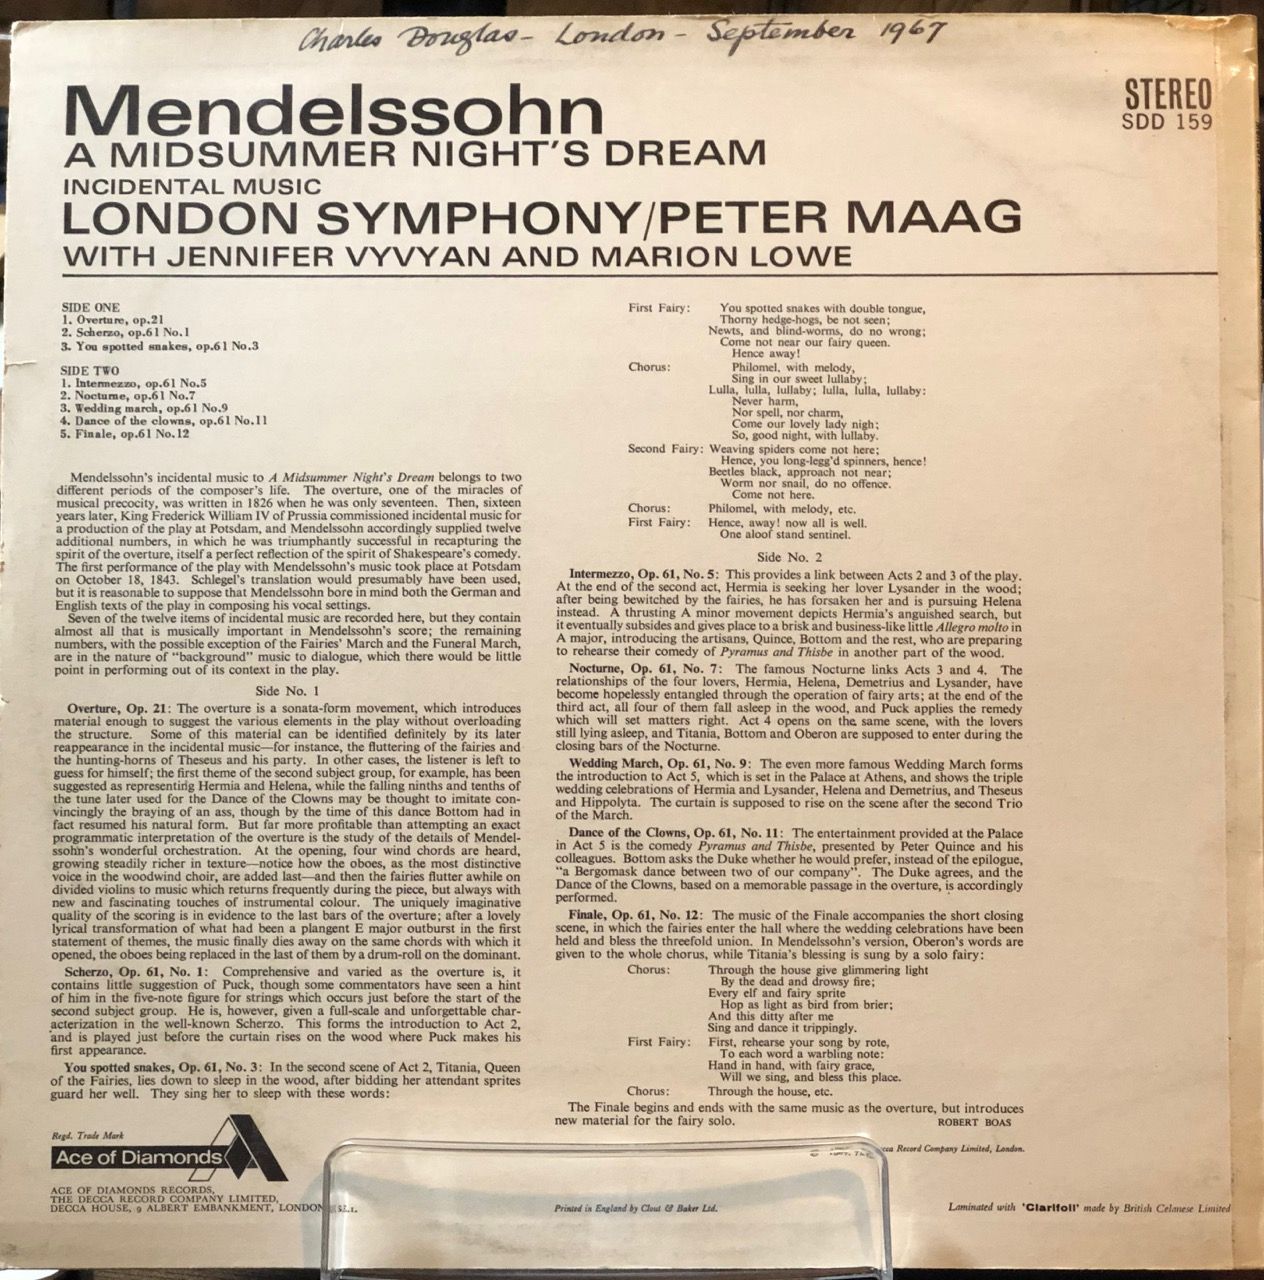 Charles Douglas - London - September 1967
Mendelssohn
A MIDSUMMER NIGHT'S DREAM
INCIDENTAL MUSIC
LONDON SYMPHONY/PETER MAAG
WITH JENNIFER VYVYAN AND MARION LOWE
STEREO
SDD 159
SIDE ONE
1. Overture, op.21
2. Scherzo, op.61 No.1
3. You spotted snakes, op.61 No.3
SIDE TWO
1. Intermezzo, op.61 No.5
2. Nocturne, op.61 No.7
3. Wedding march, op.61 No.9
4. Dance of the clowns, op.61 No.11
5. Finale, op.61 No.12
Mendelssohn's incidental music to A Midsummer Night's Dream belongs to two
different periods of the composer's life. The overture, one of the miracles of
musical precocity, was written in 1826 when he was only seventeen. Then, sixteen
years later, King Frederick William IV of Prussia commissioned incidental music for
a production of the play at Potsdam, and Mendelssohn accordingly supplied twelve
additional numbers, in which he was triumphantly successful in recapturing the
spirit of the overture, itself a perfect reflection of the spirit of Shakespeare's comedy.
The first performance of the play with Mendelssohn's music took place at Potsdam
on October 18, 1843. Schlegel's translation would presumably have been used,
but it is reasonable to suppose that Mendelssohn bore in mind both the German and
English texts of the play in composing his vocal settings.
Seven of the twelve items of incidental music are recorded here, but they contain
almost all that is musically important in Mendelssohn's score; the remaining
numbers, with the possible exception of the Fairies' March and the Funeral March,
are in the nature of "background" music to dialogue, which there would be little
point in performing out of its context in the play.
Side No. 1
Overture, Op. 21: The overture is a sonata-form movement, which introduces
material enough to suggest the various elements in the play without overloading
the structure. Some of this material can be identified definitely by its later
reappearance in the incidental music—for instance, the fluttering of the fairies and
the hunting-horns of Theseus and his party. In other cases, the listener is left to
guess for himself; the first theme of the second subject group, for example, has been
suggested as representing Hermia and Helena, while the falling ninths and tenths of
the tune later used for the Dance of the Clowns may be thought to imitate con-
vincingly the braying of an ass, though by the time of this dance Bottom had in
fact resumed his natural form. But far more profitable than attempting an exact
programmatic interpretation of the overture is the study of the details of Mendel-
ssohn's wonderful orchestration. At the opening, four wind chords are heard,
growing steadily richer in texture—notice how the oboes, as the most distinctive
voice in the woodwind choir, are added last—and then the fairies flutter awhile on
divided violins to music which returns frequently during the piece, but always with
new and fascinating touches of instrumental colour. The uniquely imaginative
quality of the scoring is in evidence to the last bars of the overture; after a lovely
lyrical transformation of what had been a plangent E major outburst in the first
statement of themes, the music finally dies away on the same chords with which it
opened, the oboes being replaced in the last of them by a drum-roll on the dominant.
Scherzo, Op. 61, No. 1: Comprehensive and varied as the overture is, it
contains little suggestion of Puck, though some commentators have seen a hint
of him in the five-note figure for strings which occurs just before the start of the
second subject group. He is, however, given a full-scale and unforgettable char-
acterization in the well-known Scherzo. This forms the introduction to Act 2,
and is played just before the curtain rises on the wood where Puck makes his
first appearance.
You spotted snakes, Op. 61, No. 3: In the second scene of Act 2, Titania, Queen
of the Fairies, lies down to sleep in the wood, after bidding her attendant sprites
guard her well. They sing her to sleep with these words:
First Fairy: You spotted snakes with double tongue,
Thorny hedge-hogs, be not seen;
Newts, and blind-worms, do no wrong;
Come not near our fairy queen.
Hence away!
Chorus: Philomel, with melody,
Sing in our sweet lullaby;
Lulla, lulla, lullaby; lulla, lulla, lullaby:
Never harm,
Nor spell, nor charm,
Come our lovely lady nigh;
So, good night, with lullaby.
Second Fairy: Weaving spiders come not here;
Hence, you long-legg'd spinners, hence!
Beetles black, approach not near;
Worm nor snail, do no offence.
Come not here.
Chorus: Philomel, with melody, etc.
First Fairy: Hence, away! now all is well.
One aloof stand sentinel.
Side No. 2
Intermezzo, Op. 61, No. 5: This provides a link between Acts 2 and 3 of the play.
At the end of the second act, Hermia is seeking her lover Lysander in the wood;
after being bewitched by the fairies, he has forsaken her and is pursuing Helena
instead. A thrusting A minor movement depicts Hermia's anguished search, but
it eventually subsides and gives place to a brisk and business-like little Allegro molto in
A major, introducing the artisans, Quince, Bottom and the rest, who are preparing
to rehearse their comedy of Pyramus and Thisbe in another part of the wood.
Nocturne, Op. 61, No. 7: The famous Nocturne links Acts 3 and 4. The
relationships of the four lovers, Hermia, Helena, Demetrius and Lysander, have
become hopelessly entangled through the operation of fairy arts; at the end of the
third act, all four of them fall asleep in the wood, and Puck applies the remedy
which will set matters right. Act 4 opens on the same scene, with the lovers
still lying asleep, and Titania, Bottom and Oberon are supposed to enter during the
closing bars of the Nocturne.
Wedding March, Op. 61, No. 9: The even more famous Wedding March forms
the introduction to Act 5, which is set in the Palace at Athens, and shows the triple
wedding celebrations of Hermia and Lysander, Helena and Demetrius, and Theseus
and Hippolyta. The curtain is supposed to rise on the scene after the second Trio
of the March.
Dance of the Clowns, Op. 61, No. 11: The entertainment provided at the Palace
in Act 5 is the comedy Pyramus and Thisbe, presented by Peter Quince and his
colleagues. Bottom asks the Duke whether he would prefer, instead of the epilogue,
"a Bergomask dance between two of our company". The Duke agrees, and the
Dance of the Clowns, based on a memorable passage in the overture, is accordingly
performed.
Finale, Op. 61, No. 12: The music of the Finale accompanies the short closing
scene, in which the fairies enter the hall where the wedding celebrations have been
held and bless the threefold union. In Mendelssohn's version, Oberon's words are
given to the whole chorus, while Titania's blessing is sung by a solo fairy:
Chorus: Through the house give glimmering light
By the dead and drowsy fire;
Every elf and fairy sprite
Hop as light as bird from brier;
And this ditty after me
Sing and dance it trippingly.
First Fairy: First, rehearse your song by rote,
To each word a warbling note:
Hand in hand, with fairy grace,
Will we sing, and bless this place.
Chorus: Through the house, etc.
The Finale begins and ends with the same music as the overture, but introduces
new material for the fairy solo.
ROBERT BOAS
Regd. Trade Mark
Ace of Diamonds
ACE OF DIAMONDS RECORDS,
THE DECCA RECORD COMPANY LIMITED,
DECCA HOUSE, 9 ALBERT EMBANKMENT, LONDON S.E.1.
Printed in England by Clout & Baker Ltd.
Record Company Limited, London.
Laminated with 'Clarifoil' made by British Celanese Limited